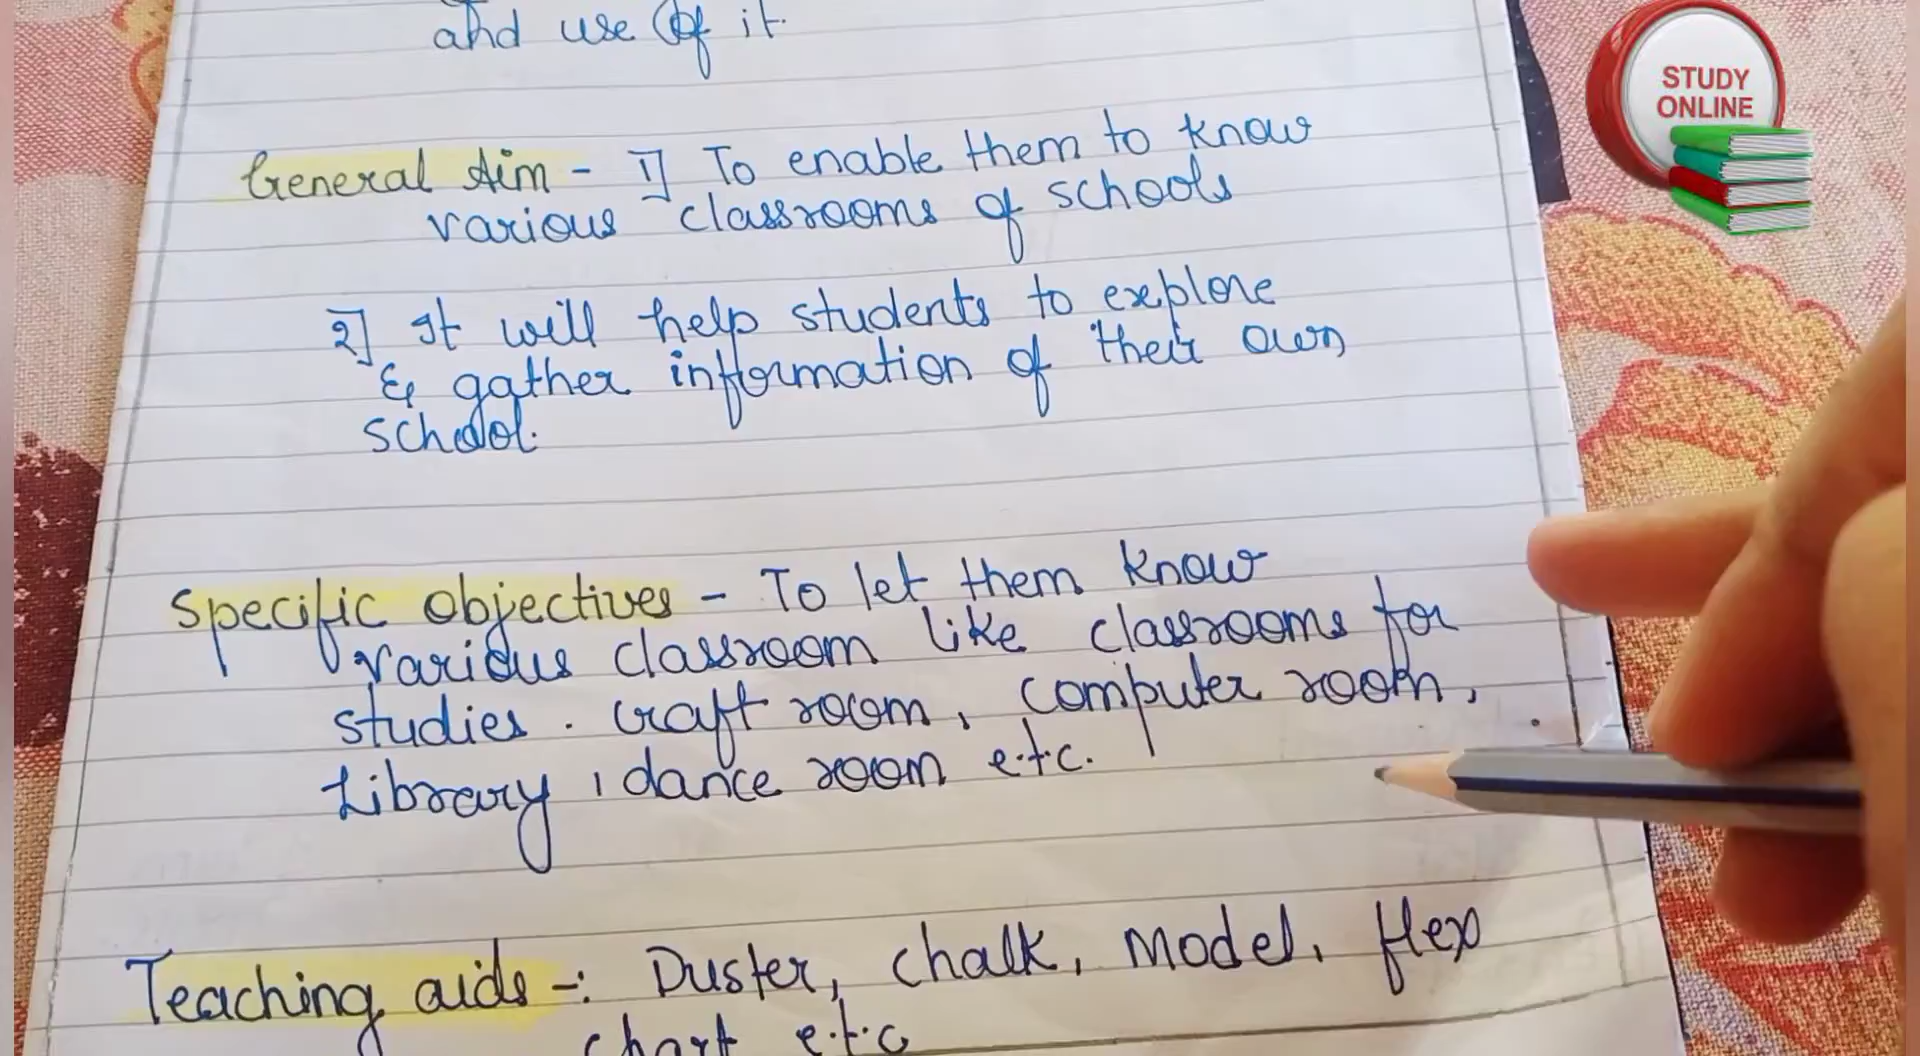 and use of it.
STUDY
ONLINE
General Aim - 1] To enable them to know
various classrooms of schools
2] It will help students to explore
& gather information of their own
school.
Specific objectives - To let them know
various classroom like classrooms for
studies. craft room, computer room,
Library, dance room e.t.c.
Teaching aids -: Duster, chalk, Model, flex
chart e.t.c